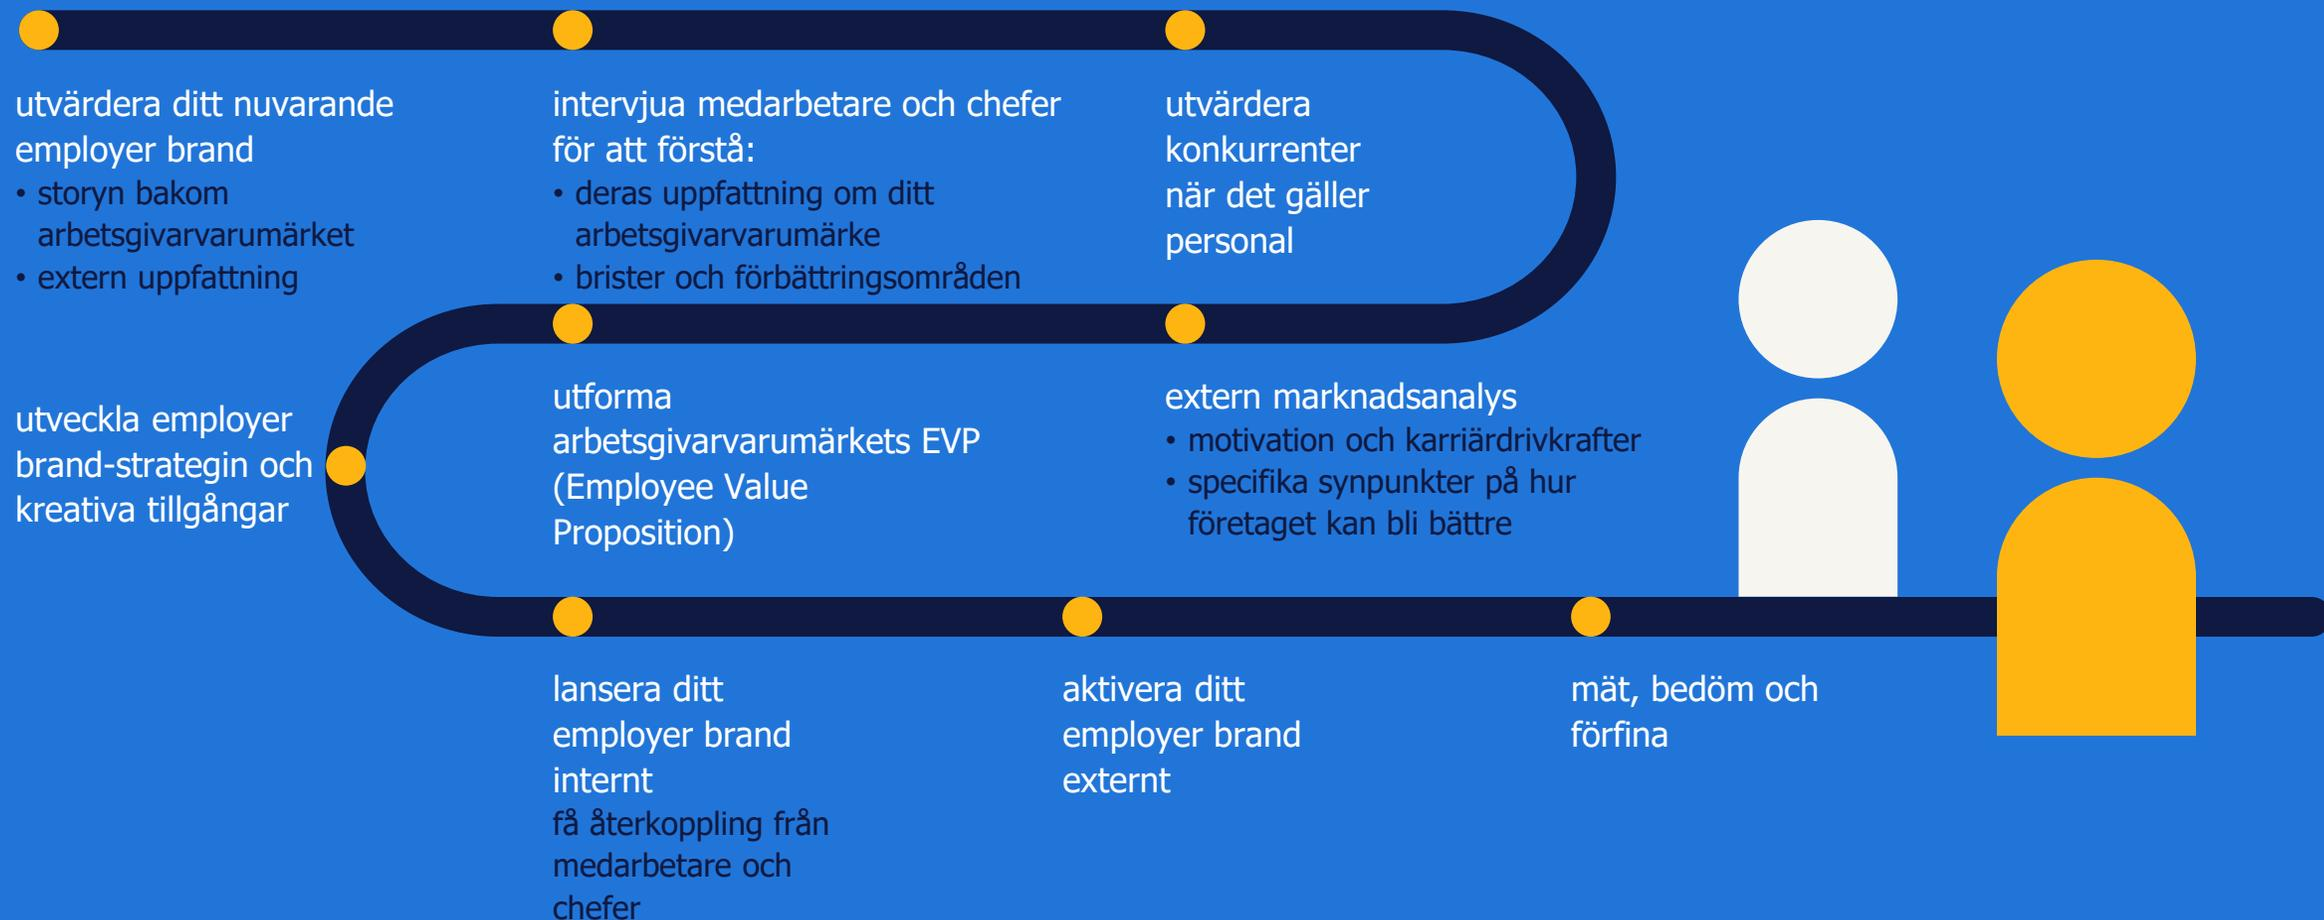 utvärdera ditt nuvarande
employer brand
• storyn bakom
arbetsgivarvarumärket
• extern uppfattning
intervjua medarbetare och chefer
för att förstå:
• deras uppfattning om ditt
arbetsgivarvarumärke
• brister och förbättringsområden
utvärdera
konkurrenter
när det gäller
personal
extern marknadsanalys
• motivation och karriärdrivkrafter
• specifika synpunkter på hur
företaget kan bli bättre
utforma
arbetsgivarvarumärkets EVP
(Employee Value
Proposition)
utveckla employer
brand-strategin och
kreativa tillgångar
lansera ditt
employer brand
internt
få återkoppling från
medarbetare och
chefer
aktivera ditt
employer brand
externt
mät, bedöm och
förfina